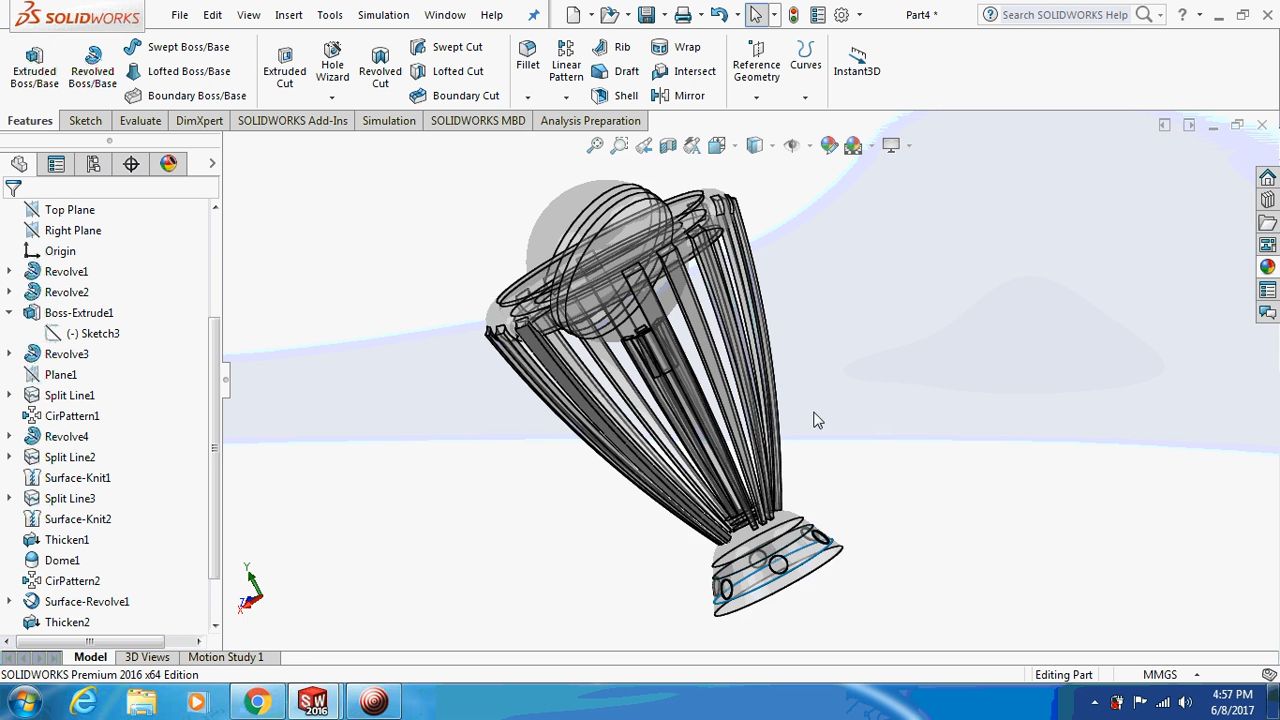 SOLIDWORKS File Edit View Insert Tools Simulation Window Help Part4 * Search SOLIDWORKS Help
Extruded Boss/Base
Revolved Boss/Base
Swept Boss/Base
Lofted Boss/Base
Boundary Boss/Base
Extruded Cut
Hole Wizard
Revolved Cut
Swept Cut
Lofted Cut
Boundary Cut
Fillet
Linear Pattern
Rib
Draft
Shell
Wrap
Intersect
Mirror
Reference Geometry
Curves
Instant3D
Features Sketch Evaluate DimXpert SOLIDWORKS Add-Ins Simulation SOLIDWORKS MBD Analysis Preparation
Top Plane
Right Plane
Origin
Revolve1
Revolve2
Boss-Extrude1
(-) Sketch3
Revolve3
Plane1
Split Line1
CirPattern1
Revolve4
Split Line2
Surface-Knit1
Split Line3
Surface-Knit2
Thicken1
Dome1
CirPattern2
Surface-Revolve1
Thicken2
Y
Z
X
Model 3D Views Motion Study 1
SOLIDWORKS Premium 2016 x64 Edition Editing Part MMGS
SW 2016
4:57 PM
6/8/2017